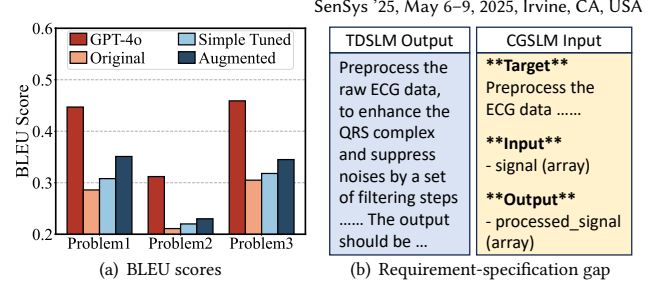 SenSys ’25, May 6–9, 2025, Irvine, CA, USA
0.6
0.5
0.4
0.3
0.2
BLEU Score
GPT-4o
Original
Simple Tuned
Augmented
Problem1
Problem2
Problem3
(a) BLEU scores
TDSLM Output
Preprocess the
raw ECG data,
to enhance the
QRS complex
and suppress
noises by a set
of filtering steps
...... The output
should be ...
CGSLM Input
**Target**
Preprocess the
ECG data ......
**Input**
- signal (array)
**Output**
- processed_signal
(array)
(b) Requirement-specification gap